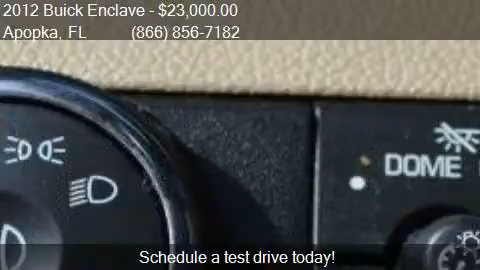 2012 Buick Enclave - $23,000.00
Apopka, FL (866) 856-7182
DOME
Schedule a test drive today!